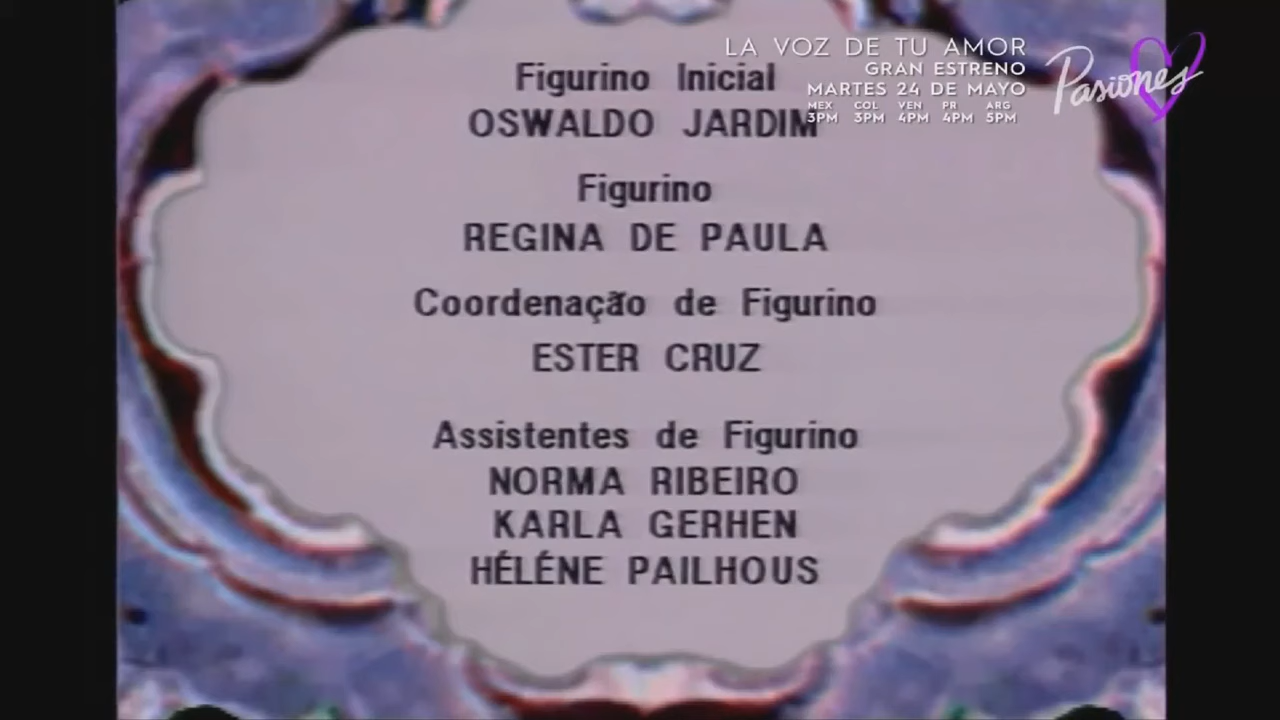 LA VOZ DE TU AMOR
GRAN ESTRENO
MARTES 24 DE MAYO
MEX COL VEN PR ARG
3PM 3PM 4PM 4PM 5PM
Pasiones
Figurino Inicial
OSWALDO JARDIM
Figurino
REGINA DE PAULA
Coordenação de Figurino
ESTER CRUZ
Assistentes de Figurino
NORMA RIBEIRO
KARLA GERHEN
HÉLÉNE PAILHOUS